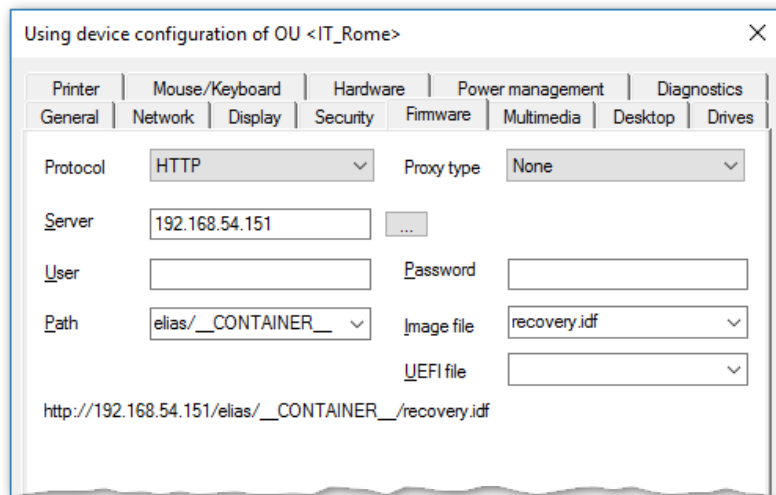 Using device configuration of OU <IT_Rome>
Printer Mouse/Keyboard Hardware Power management Diagnostics
General Network Display Security Firmware Multimedia Desktop Drives
Protocol HTTP Proxy type None
Server 192.168.54.151 ...
User Password
Path elias/__CONTAINER__ Image file recovery.idf
UEFI file
http://192.168.54.151/elias/__CONTAINER__/recovery.idf